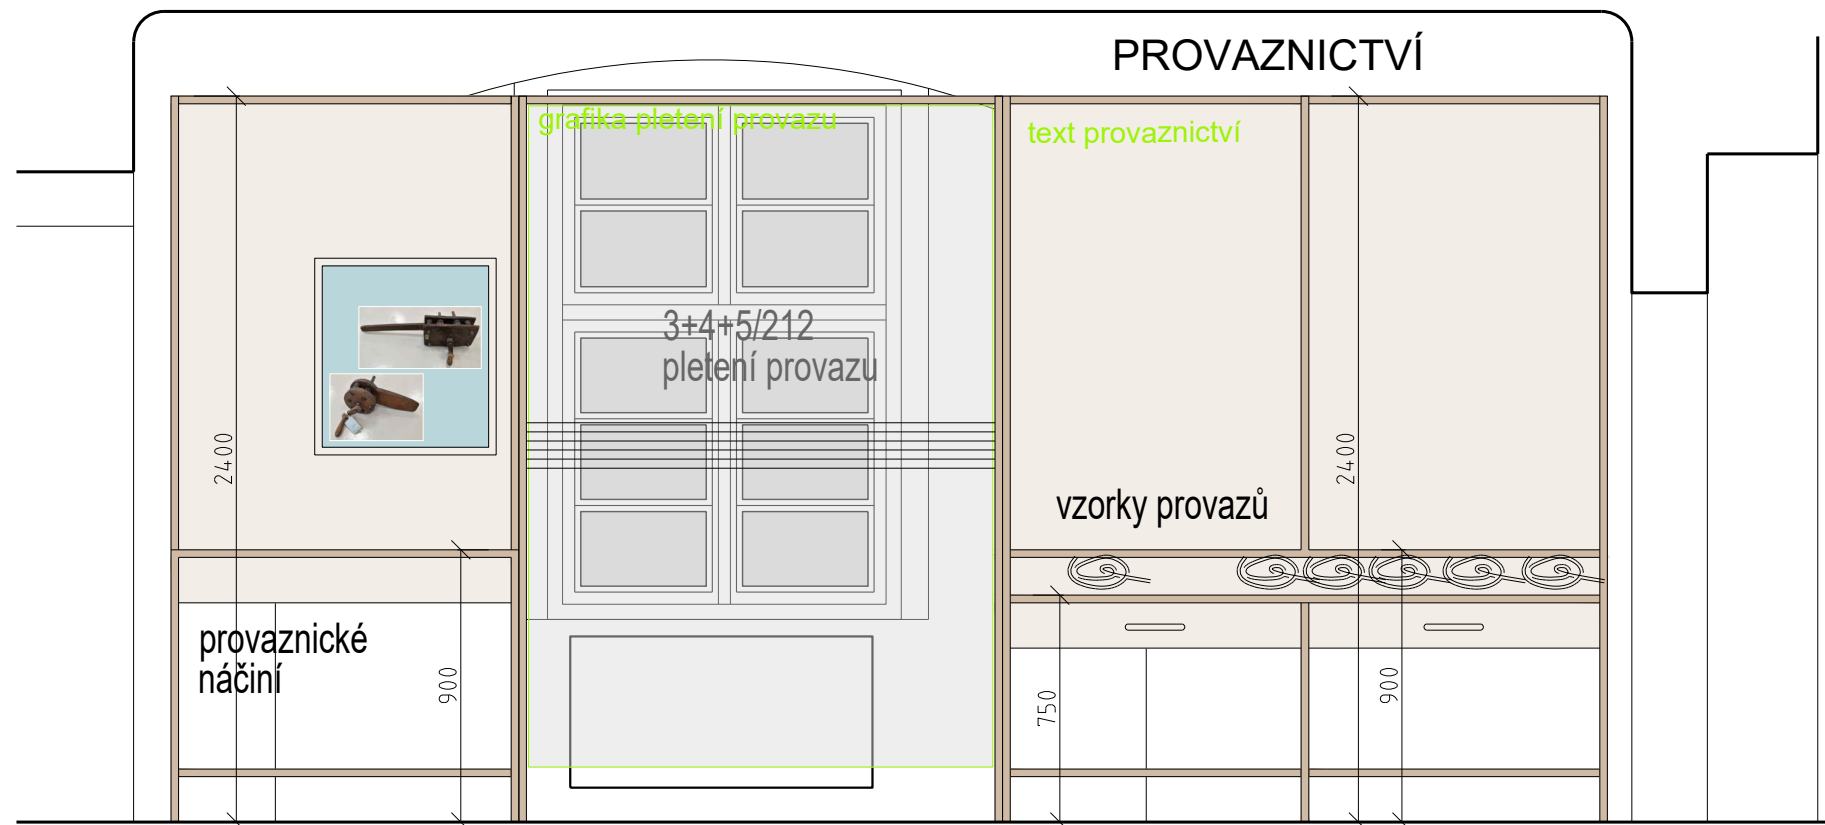 PROVAZNICTVÍ
grafika pletení provazu
text provaznictví
3+4+5/212
pletení provazu
2400
2400
vzorky provazů
provaznické
náčiní
900
750
900